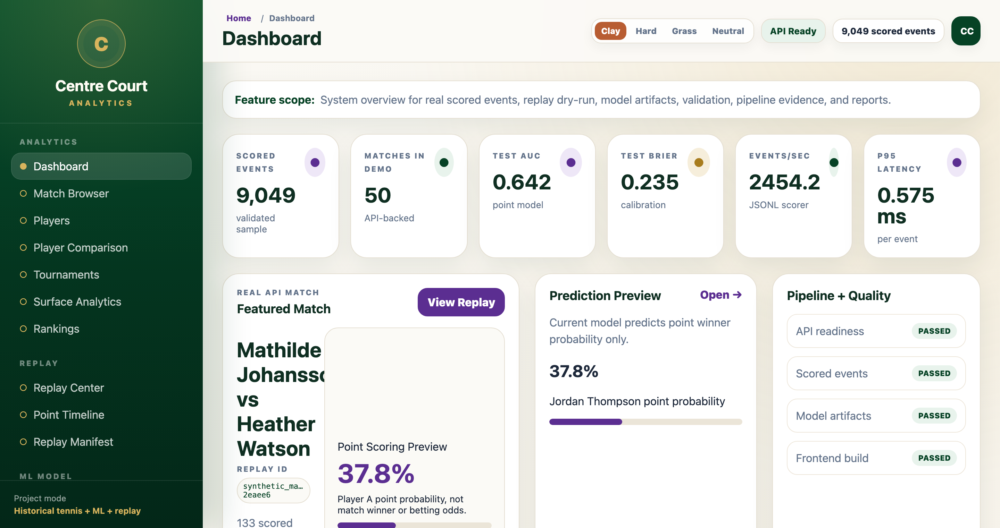 C
Centre Court
ANALYTICS
ANALYTICS
Dashboard
Match Browser
Players
Player Comparison
Tournaments
Surface Analytics
Rankings
REPLAY
Replay Center
Point Timeline
Replay Manifest
ML MODEL
Project mode
Historical tennis + ML + replay
Home / Dashboard
Dashboard
Clay Hard Grass Neutral
API Ready
9,049 scored events
CC
Feature scope: System overview for real scored events, replay dry-run, model artifacts, validation, pipeline evidence, and reports.
SCORED
EVENTS
9,049
validated
sample
MATCHES IN
DEMO
50
API-backed
TEST AUC
0.642
point model
TEST BRIER
0.235
calibration
EVENTS/SEC
2454.2
JSONL scorer
P95
LATENCY
0.575
ms
per event
REAL API MATCH
Featured Match
View Replay
Mathilde
vs
Heather
Watson
REPLAY ID
synthetic_ma…
2eaee6
133 scored
Point Scoring Preview
37.8%
Player A point probability, not
match winner or betting odds.
Prediction Preview
Open →
Current model predicts point winner
probability only.
37.8%
Jordan Thompson point probability
Pipeline + Quality
API readiness PASSED
Scored events PASSED
Model artifacts PASSED
Frontend build PASSED